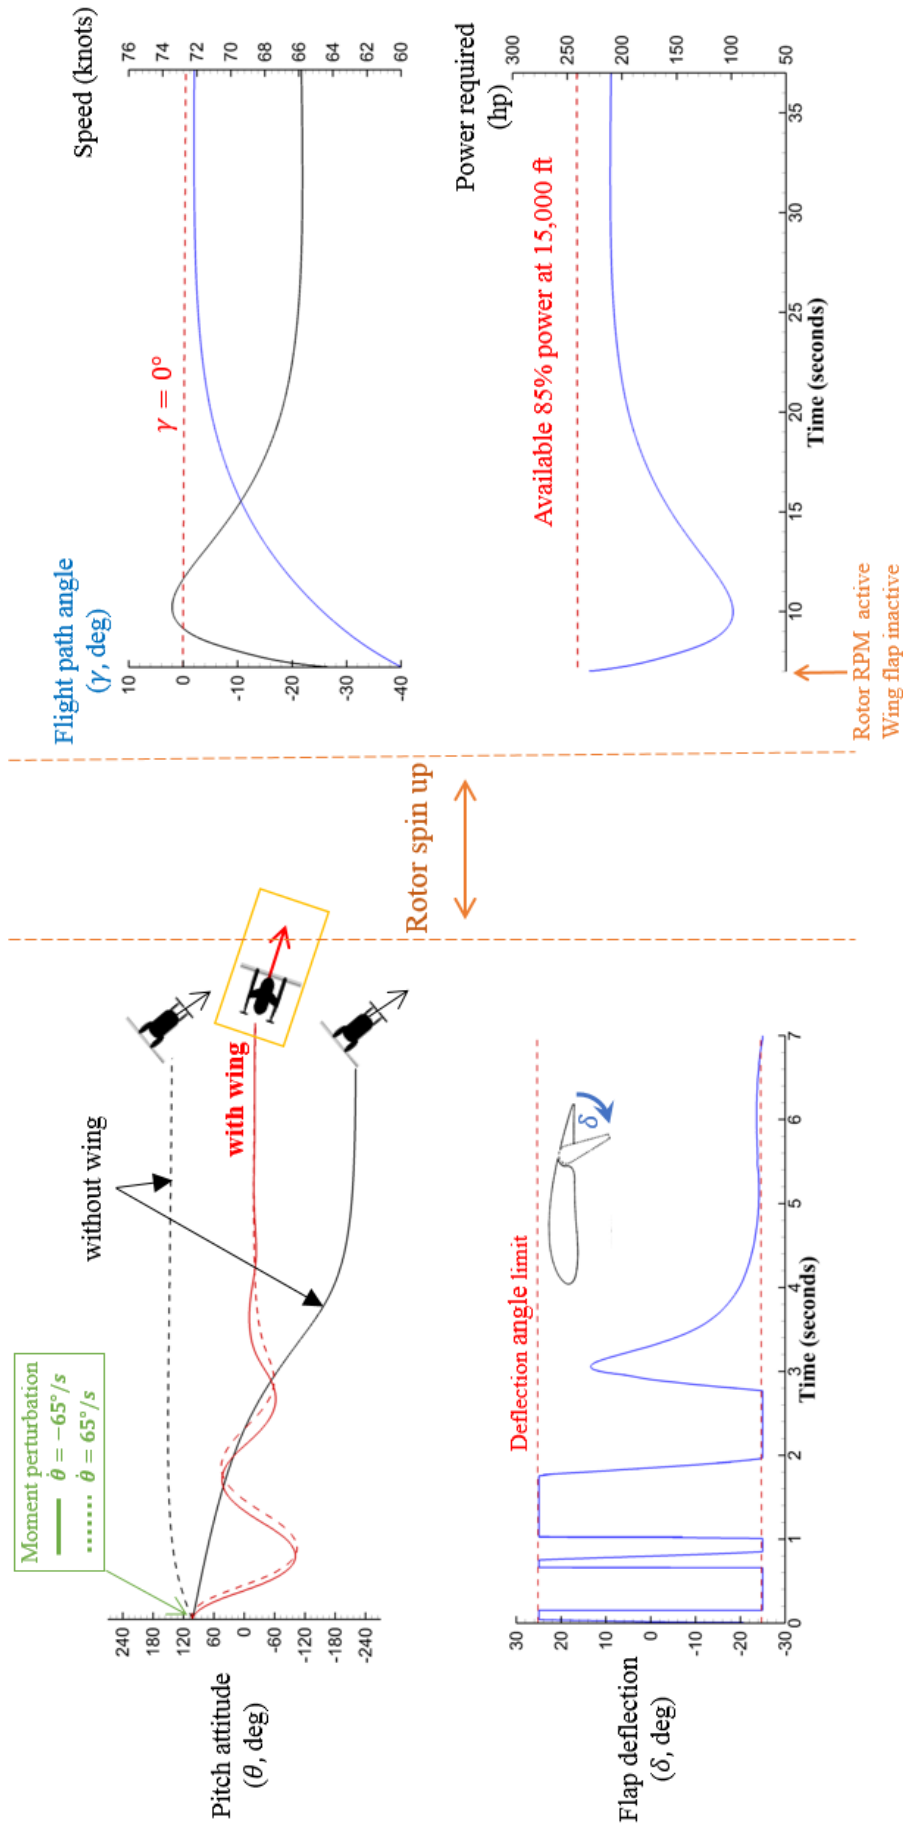 Moment perturbation
θ̇ = −65°/s
θ̇ = 65°/s
Pitch attitude
(θ, deg)
240
180
120
60
0
-60
-120
-180
-240
without wing
with wing
Flap deflection
(δ, deg)
30
20
10
0
-10
-20
-30
Deflection angle limit
δ
0
1
2
3
4
5
6
7
Time (seconds)
Rotor spin up
Flight path angle
(γ, deg)
10
0
-10
-20
-30
-40
γ = 0°
Speed (knots)
76
74
72
70
68
66
64
62
60
Power required
(hp)
300
250
200
150
100
50
Available 85% power at 15,000 ft
10
15
20
25
30
35
Time (seconds)
Rotor RPM active
Wing flap inactive